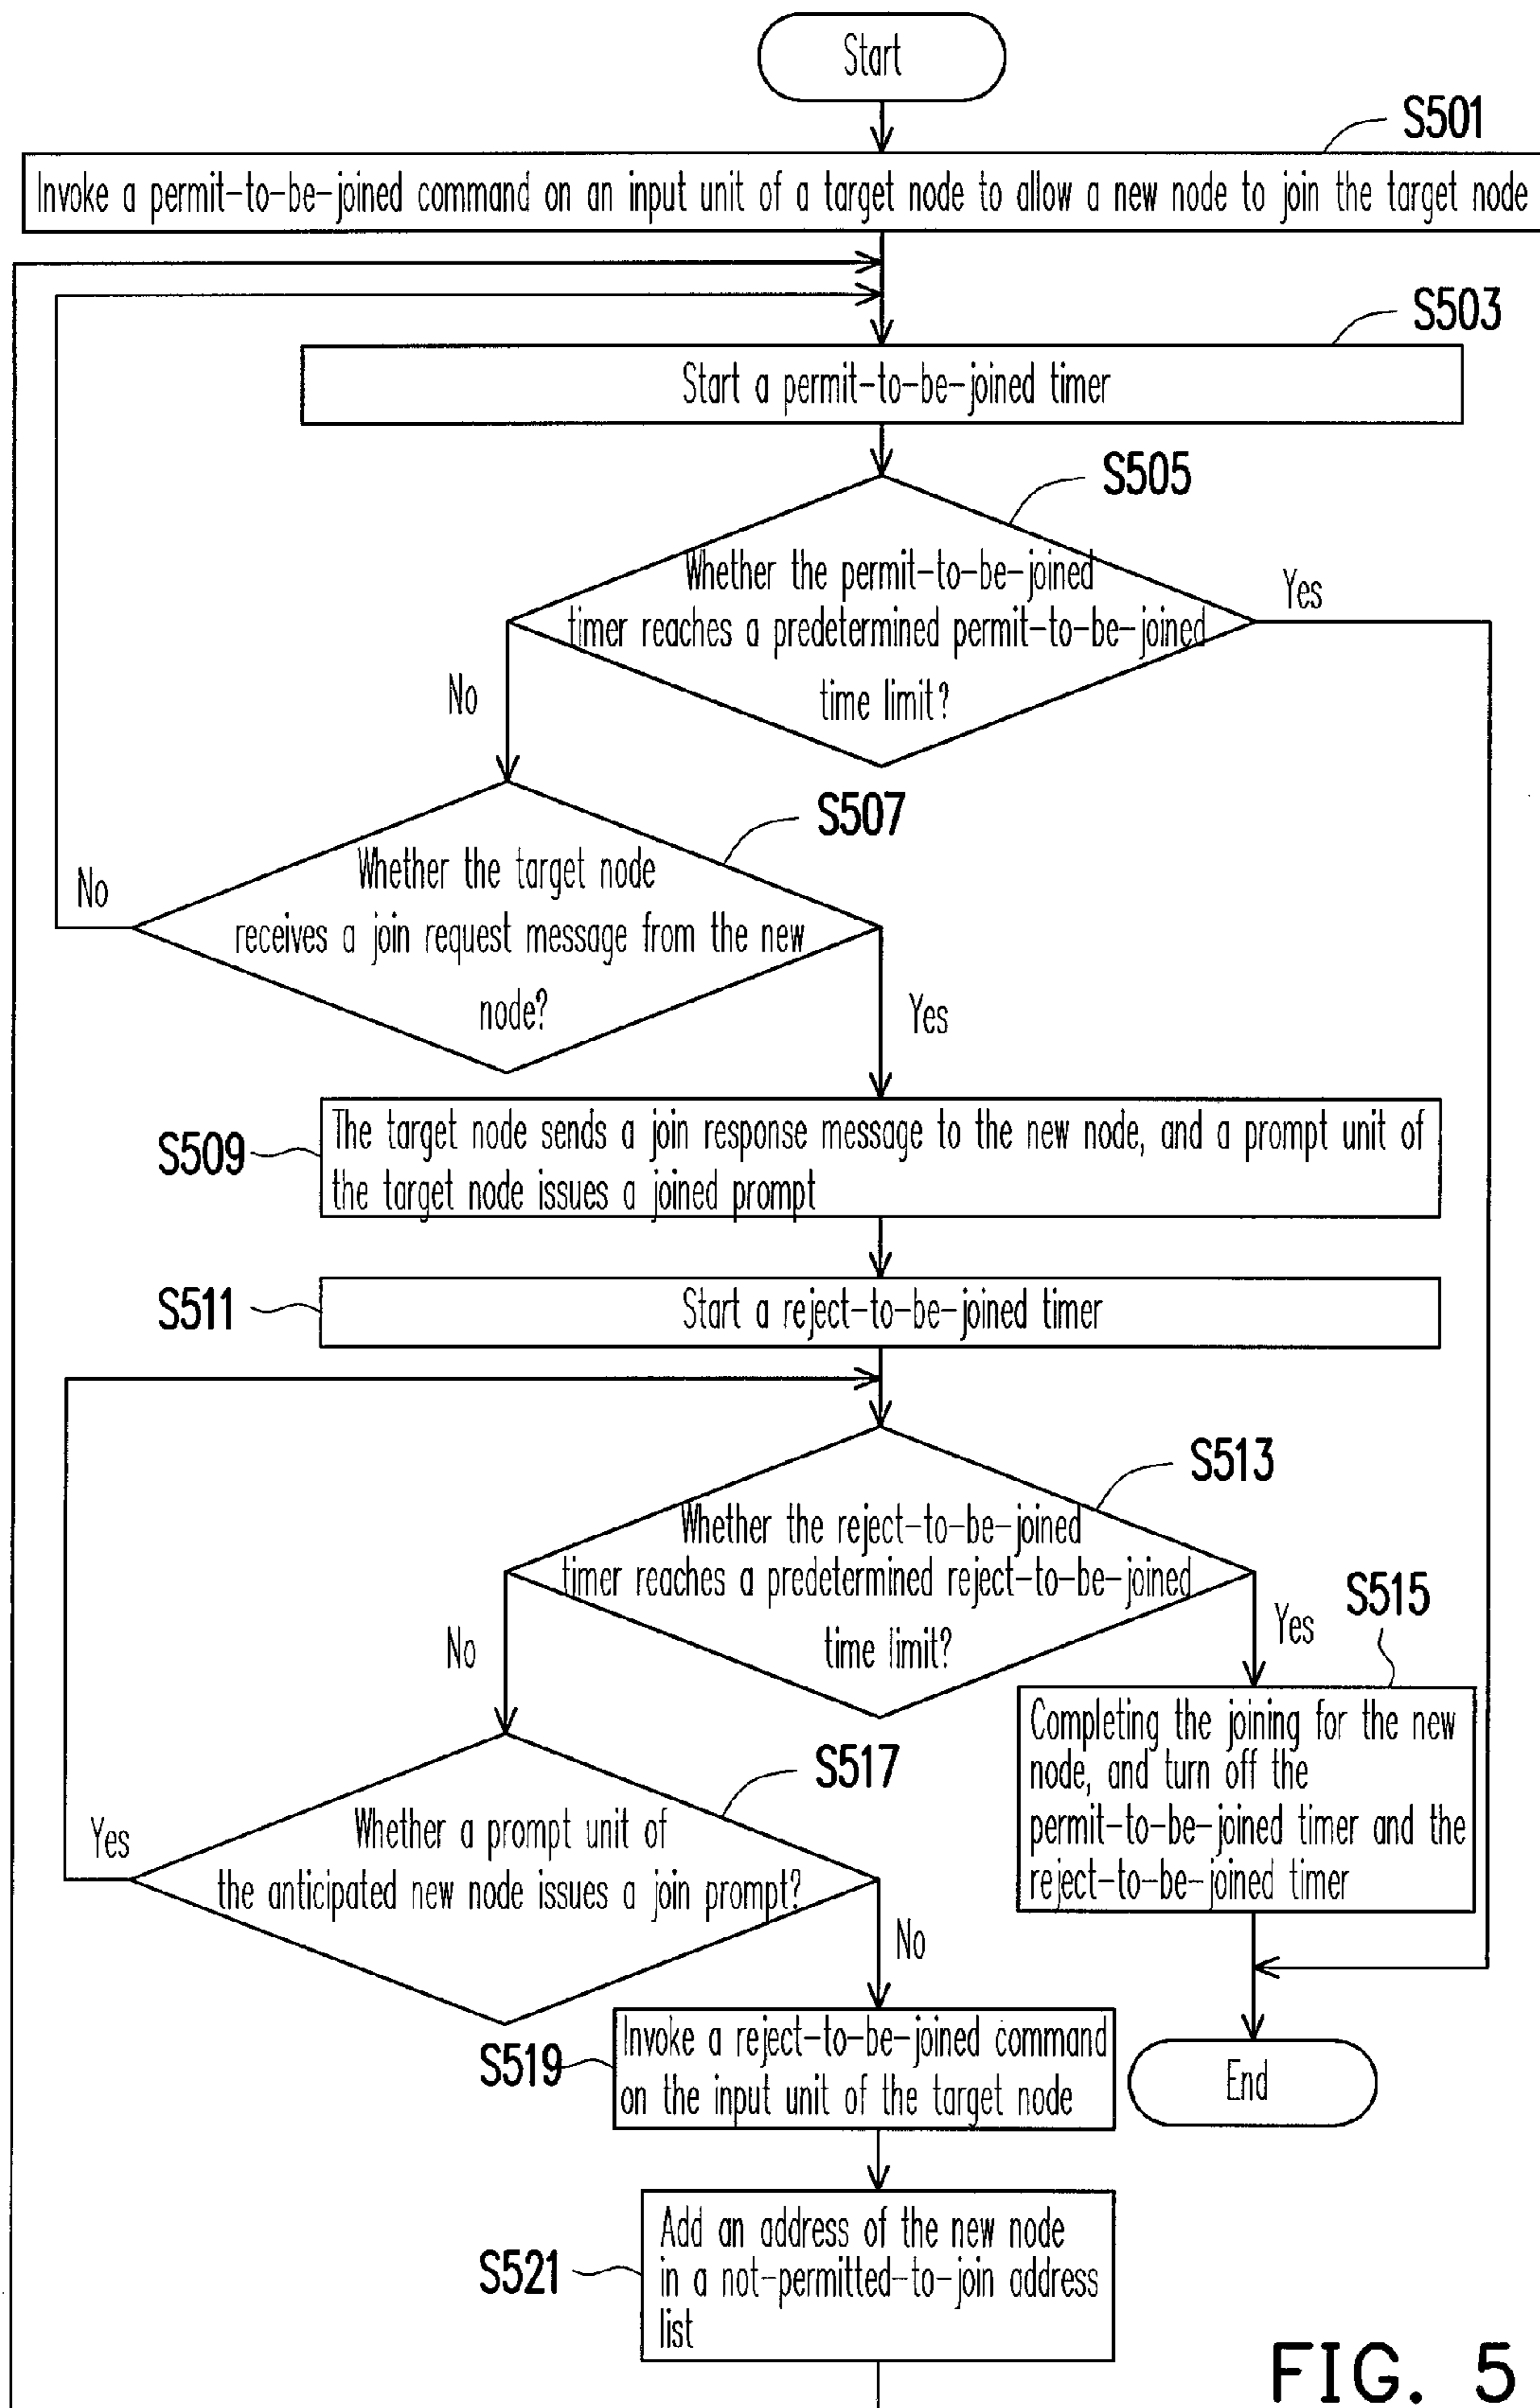 Start
S501
Invoke a permit-to-be-joined command on an input unit of a target node to allow a new node to join the target node
S503
Start a permit-to-be-joined timer
S505
Whether the permit-to-be-joined
timer reaches a predetermined permit-to-be-joined
time limit?
Yes
No
S507
Whether the target node
receives a join request message from the new
node?
No
Yes
S509
The target node sends a join response message to the new node, and a prompt unit of
the target node issues a joined prompt
S511
Start a reject-to-be-joined timer
S513
Whether the reject-to-be-joined
timer reaches a predetermined reject-to-be-joined
time limit?
No
Yes
S515
Completing the joining for the new
node, and turn off the
permit-to-be-joined timer and the
reject-to-be-joined timer
S517
Whether a prompt unit of
the anticipated new node issues a join prompt?
Yes
No
S519
Invoke a reject-to-be-joined command
on the input unit of the target node
End
S521
Add an address of the new node
in a not-permitted-to-join address
list
FIG. 5